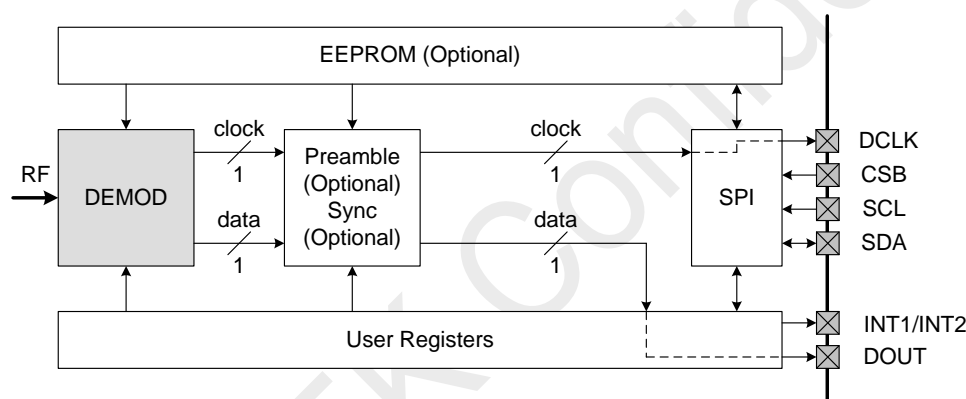 EEPROM (Optional)
RF
DEMOD
clock
1
data
1
Preamble
(Optional)
Sync
(Optional)
clock
1
data
1
SPI
DCLK
CSB
SCL
SDA
User Registers
INT1/INT2
DOUT